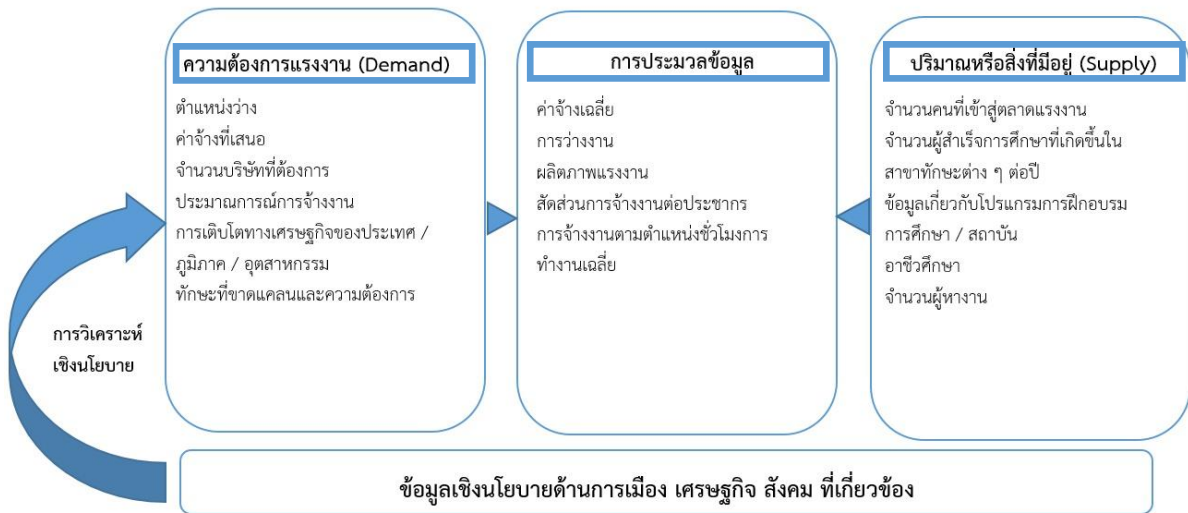 ความต้องการแรงงาน (Demand)
ตำแหน่งว่าง
ค่าจ้างที่เสนอ
จำนวนบริษัทที่ต้องการ
ประมาณการณ์การจ้างงาน
การเติบโตทางเศรษฐกิจของประเทศ /
ภูมิภาค / อุตสาหกรรม
ทักษะที่ขาดแคลนและความต้องการ
การประมวลข้อมูล
ค่าจ้างเฉลี่ย
การว่างงาน
ผลิตภาพแรงงาน
สัดส่วนการจ้างงานต่อประชากร
การจ้างงานตามตำแหน่งชั่วโมงการ
ทำงานเฉลี่ย
ปริมาณหรือสิ่งที่มีอยู่ (Supply)
จำนวนคนที่เข้าสู่ตลาดแรงงาน
จำนวนผู้สำเร็จการศึกษาที่เกิดขึ้นใน
สาขาทักษะต่าง ๆ ต่อปี
ข้อมูลเกี่ยวกับโปรแกรมการฝึกอบรม
การศึกษา / สถาบัน
อาชีวศึกษา
จำนวนผู้หางาน
การวิเคราะห์
เชิงนโยบาย
ข้อมูลเชิงนโยบายด้านการเมือง เศรษฐกิจ สังคม ที่เกี่ยวข้อง